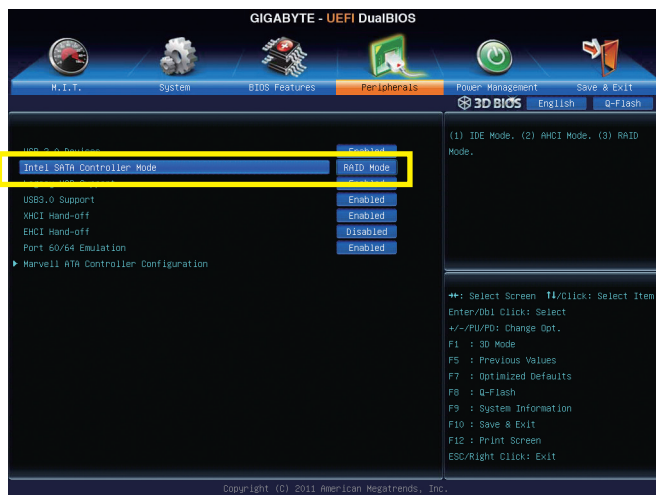 GIGABYTE - UEFI DualBIOS
M.I.T. System BIOS Features Peripherals Power Management Save & Exit
3D BIOS English Q-Flash
(1) IDE Mode. (2) AHCI Mode. (3) RAID
Mode.
Enabled
Intel SATA Controller Mode RAID Mode
USB3.0 Support Enabled
XHCI Hand-off Enabled
EHCI Hand-off Disabled
Port 60/64 Emulation Enabled
Marvell ATA Controller Configuration
: Select Screen ↑↓/Click: Select Item
Enter/Dbl Click: Select
+/-/PU/PD: Change Opt.
F1 : 3D Mode
F5 : Previous Values
F7 : Optimized Defaults
F8 : Q-Flash
F9 : System Information
F10 : Save & Exit
F12 : Print Screen
ESC/Right Click: Exit
Copyright (C) 2011 American Megatrends, Inc.